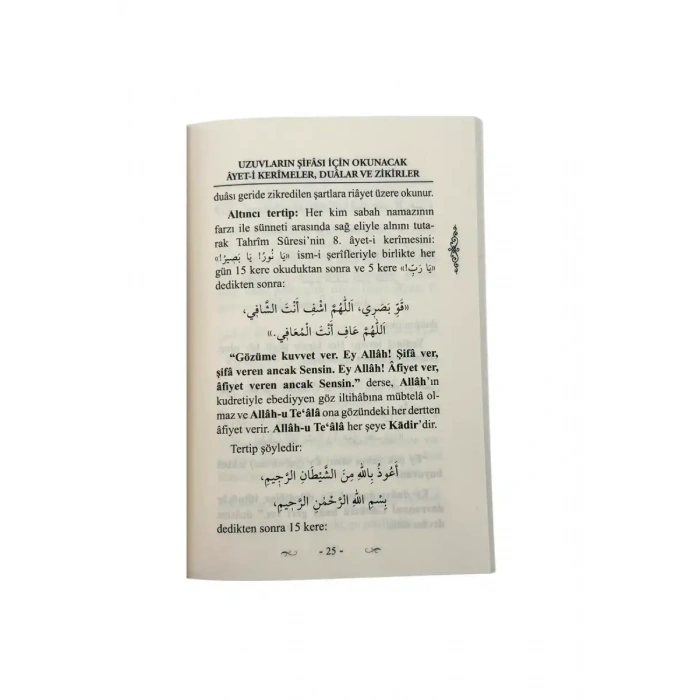 UZUVLARIN ŞİFÂSI İÇİN OKUNACAK
ÂYET-İ KERÎMELER, DUÂLAR VE ZİKİRLER
duâsı geride zikredilen şartlara riâyet üzere okunur.
Altıncı tertip: Her kim sabah namazının
farzı ile sünneti arasında sağ eliyle alnını tuta-
rak Tahrîm Sûresi’nin 8. âyet-i kerîmesini:
«يَا نُورُ! يَا بَصِيرُ!» ism-i şerîfleriyle birlikte her
gün 15 kere okuduktan sonra ve 5 kere «يَا رَبِّ!»
dedikten sonra:
«قَوِّ بَصَرِي، اَللّٰهُمَّ اشْفِ أَنْتَ الشَّافِي،
اَللّٰهُمَّ عَافِ أَنْتَ الْمُعَافِي.»
“Gözüme kuvvet ver. Ey Allâh! Şifâ ver,
şifâ veren ancak Sensin. Ey Allâh! Âfiyet ver,
âfiyet veren ancak Sensin.” derse, Allâh’ın
kudretiyle ebediyyen göz iltihâbına mübtelâ ol-
maz ve Allâh-u Te‘âlâ ona gözündeki her dertten
âfiyet verir. Allâh-u Te‘âlâ her şeye Kâdir’dir.
Tertip şöyledir:
أَعُوذُ بِاللّٰهِ مِنَ الشَّيْطَانِ الرَّجِيمِ،
بِسْمِ اللّٰهِ الرَّحْمٰنِ الرَّحِيمِ،
dedikten sonra 15 kere:
- 25 -